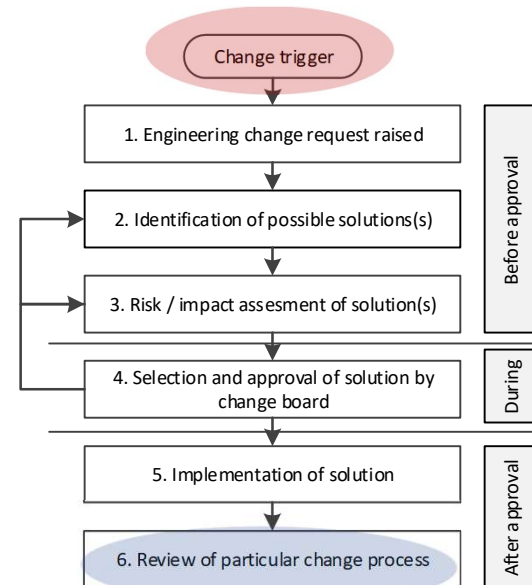 Change trigger
1. Engineering change request raised
2. Identification of possible solutions(s)
3. Risk / impact assesment of solution(s)
Before approval
4. Selection and approval of solution by
change board
During
5. Implementation of solution
6. Review of particular change process
After approval